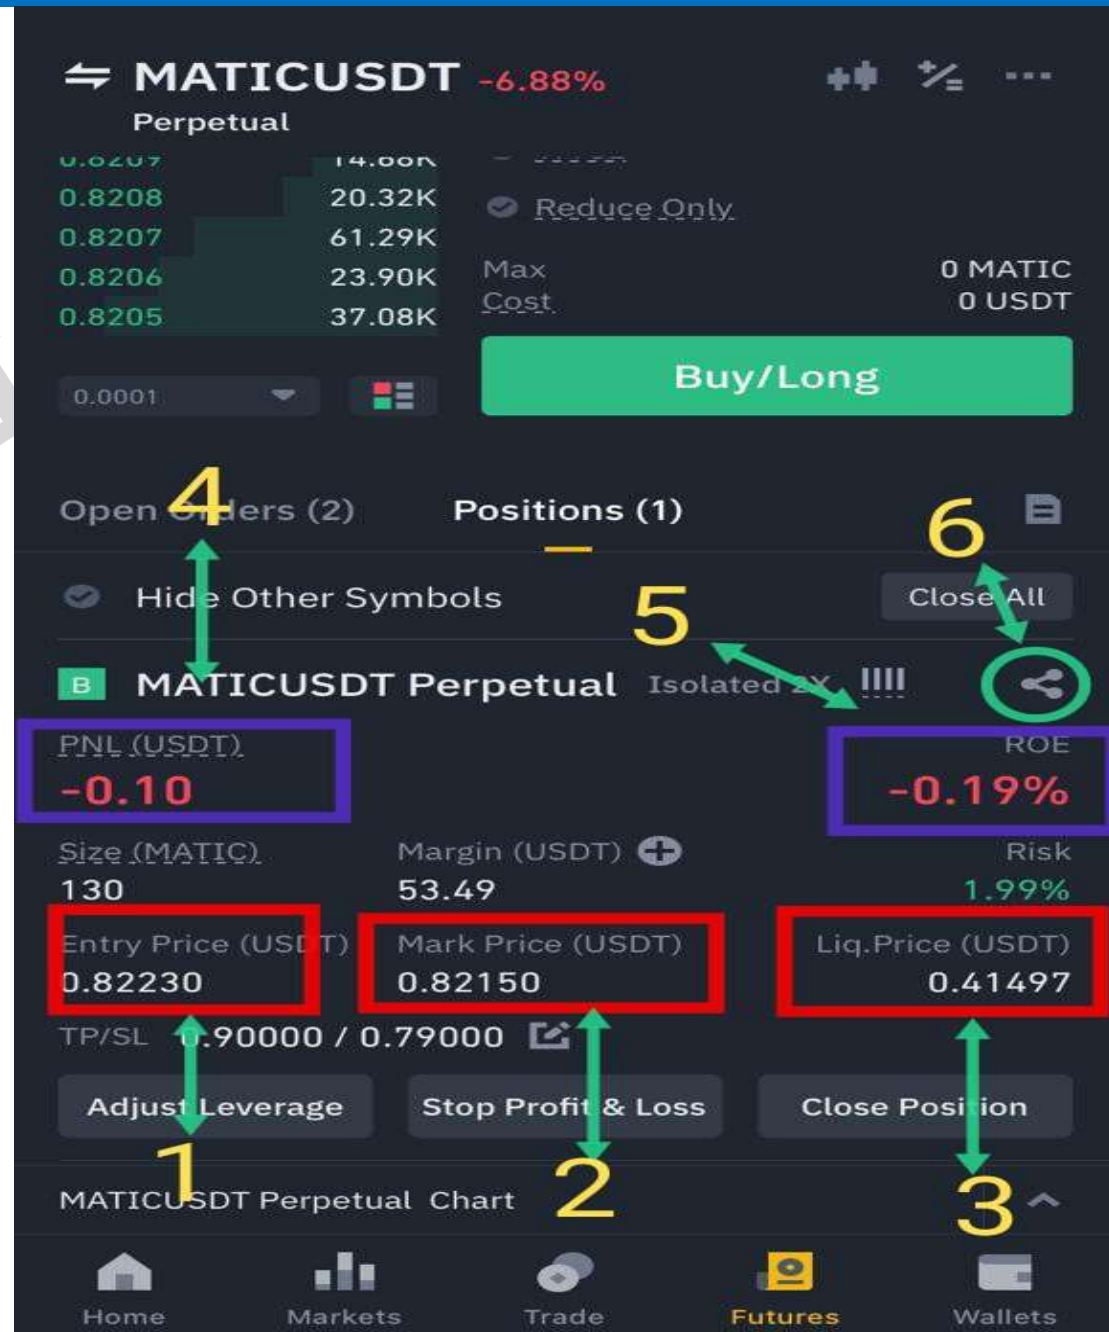 MATICUSDT -6.88%
Perpetual
0.8209 14.88K
0.8208 20.32K
Reduce Only
0.8207 61.29K
0.8206 23.90K
Max 0 MATIC
Cost 0 USDT
0.8205 37.08K
Buy/Long
0.0001
4
Open Orders (2) Positions (1)
6
Hide Other Symbols
5
Close All
B MATICUSDT Perpetual Isolated 2X
PNL (USDT) ROE
-0.10 -0.19%
Size (MATIC) Margin (USDT) Risk
130 53.49 1.99%
Entry Price (USDT) Mark Price (USDT) Liq.Price (USDT)
0.82230 0.82150 0.41497
TP/SL 0.90000 / 0.79000
Adjust Leverage Stop Profit & Loss Close Position
1 2 3
MATICUSDT Perpetual Chart
Home Markets Trade Futures Wallets